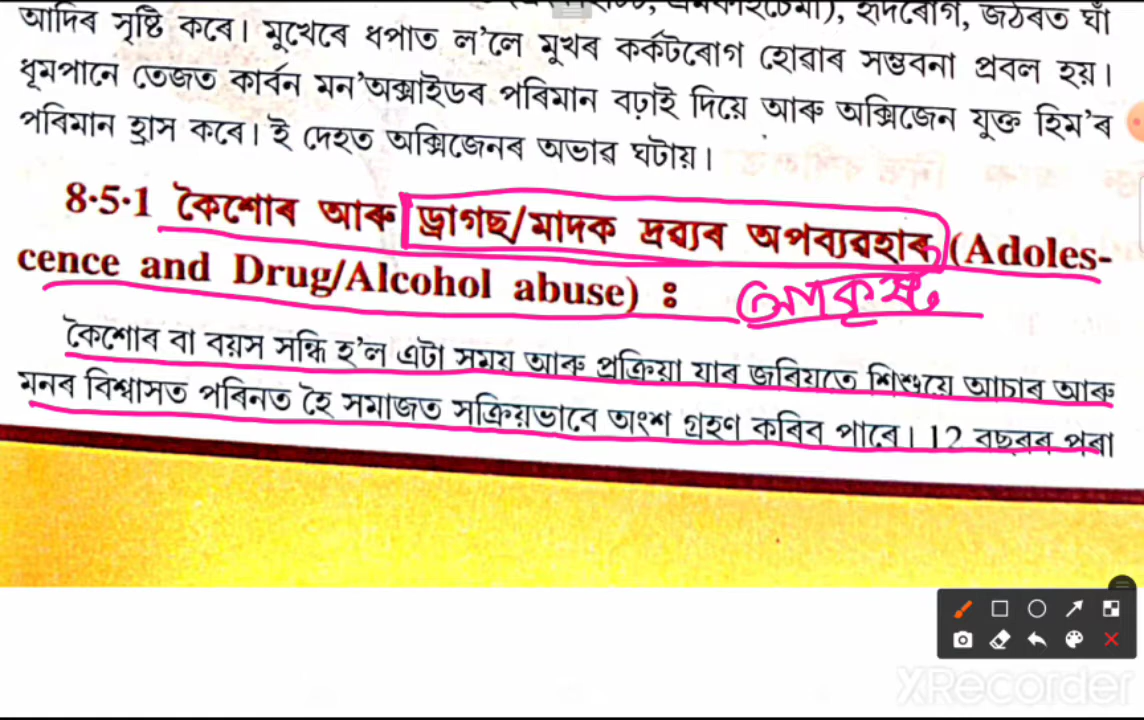 হৃদৰোগ, জঠৰত ঘাঁ
আদিৰ সৃষ্টি কৰে। মুখেৰে ধপাত ল'লে মুখৰ কৰ্কটৰোগ হোৱাৰ সম্ভবনা প্ৰবল হয়।
ধূমপানে তেজত কাৰ্বন মন'অক্সাইডৰ পৰিমান বঢ়াই দিয়ে আৰু অক্সিজেন যুক্ত হিম'ৰ
পৰিমান হ্ৰাস কৰে। ই দেহত অক্সিজেনৰ অভাৱ ঘটায়।
8·5·1 কৈশোৰ আৰু ড্ৰাগছ/মাদক দ্ৰব্যৰ অপব্যৱহাৰ (Adoles-
cence and Drug/Alcohol abuse) ঃ
কৈশোৰ বা বয়স সন্ধি হ'ল এটা সময় আৰু প্ৰক্ৰিয়া যাৰ জৰিয়তে শিশুয়ে আচাৰ আৰু
মনৰ বিশ্বাসত পৰিনত হৈ সমাজত সক্ৰিয়ভাবে অংশ গ্ৰহণ কৰিব পাৰে। 12 বছৰৰ পৰা
XRecorder